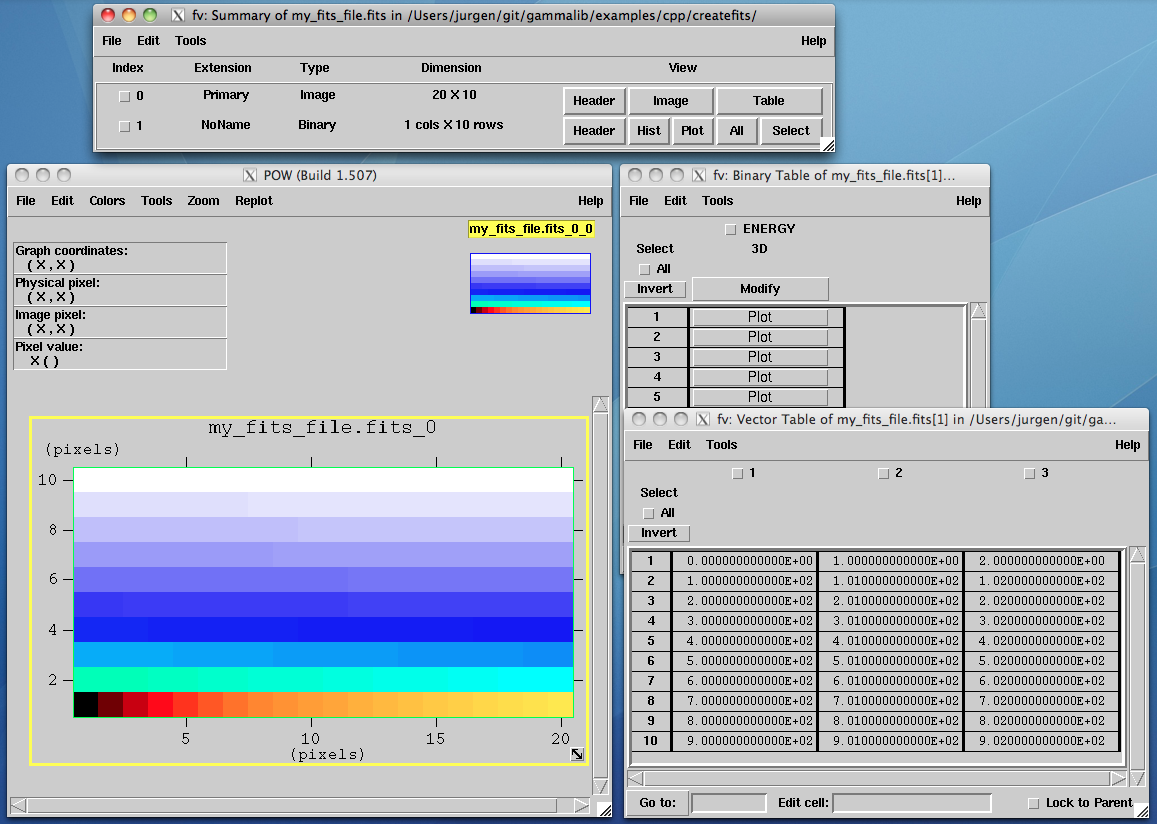 fv: Summary of my_fits_file.fits in /Users/jurgen/git/gammalib/examples/cpp/createfits/
File Edit Tools Help
Index Extension Type Dimension View
0 Primary Image 20 X 10 Header Image Table
1 NoName Binary 1 cols X 10 rows Header Hist Plot All Select
POW (Build 1.507)
File Edit Colors Tools Zoom Replot Help
my_fits_file.fits_0_0
Graph coordinates:
( X , X )
Physical pixel:
( X , X )
Image pixel:
( X , X )
Pixel value:
X ( )
my_fits_file.fits_0
(pixels)
10
8
6
4
2
5 10 15 20
(pixels)
fv: Binary Table of my_fits_file.fits[1]...
File Edit Tools Help
ENERGY
Select 3D
All
Invert Modify
1 Plot
2 Plot
3 Plot
4 Plot
5 Plot
fv: Vector Table of my_fits_file.fits[1] in /Users/jurgen/git/ga...
File Edit Tools Help
1 2 3
Select
All
Invert
1 0.000000000000E+00 1.000000000000E+00 2.000000000000E+00
2 1.000000000000E+02 1.010000000000E+02 1.020000000000E+02
3 2.000000000000E+02 2.010000000000E+02 2.020000000000E+02
4 3.000000000000E+02 3.010000000000E+02 3.020000000000E+02
5 4.000000000000E+02 4.010000000000E+02 4.020000000000E+02
6 5.000000000000E+02 5.010000000000E+02 5.020000000000E+02
7 6.000000000000E+02 6.010000000000E+02 6.020000000000E+02
8 7.000000000000E+02 7.010000000000E+02 7.020000000000E+02
9 8.000000000000E+02 8.010000000000E+02 8.020000000000E+02
10 9.000000000000E+02 9.010000000000E+02 9.020000000000E+02
Go to: Edit cell: Lock to Parent